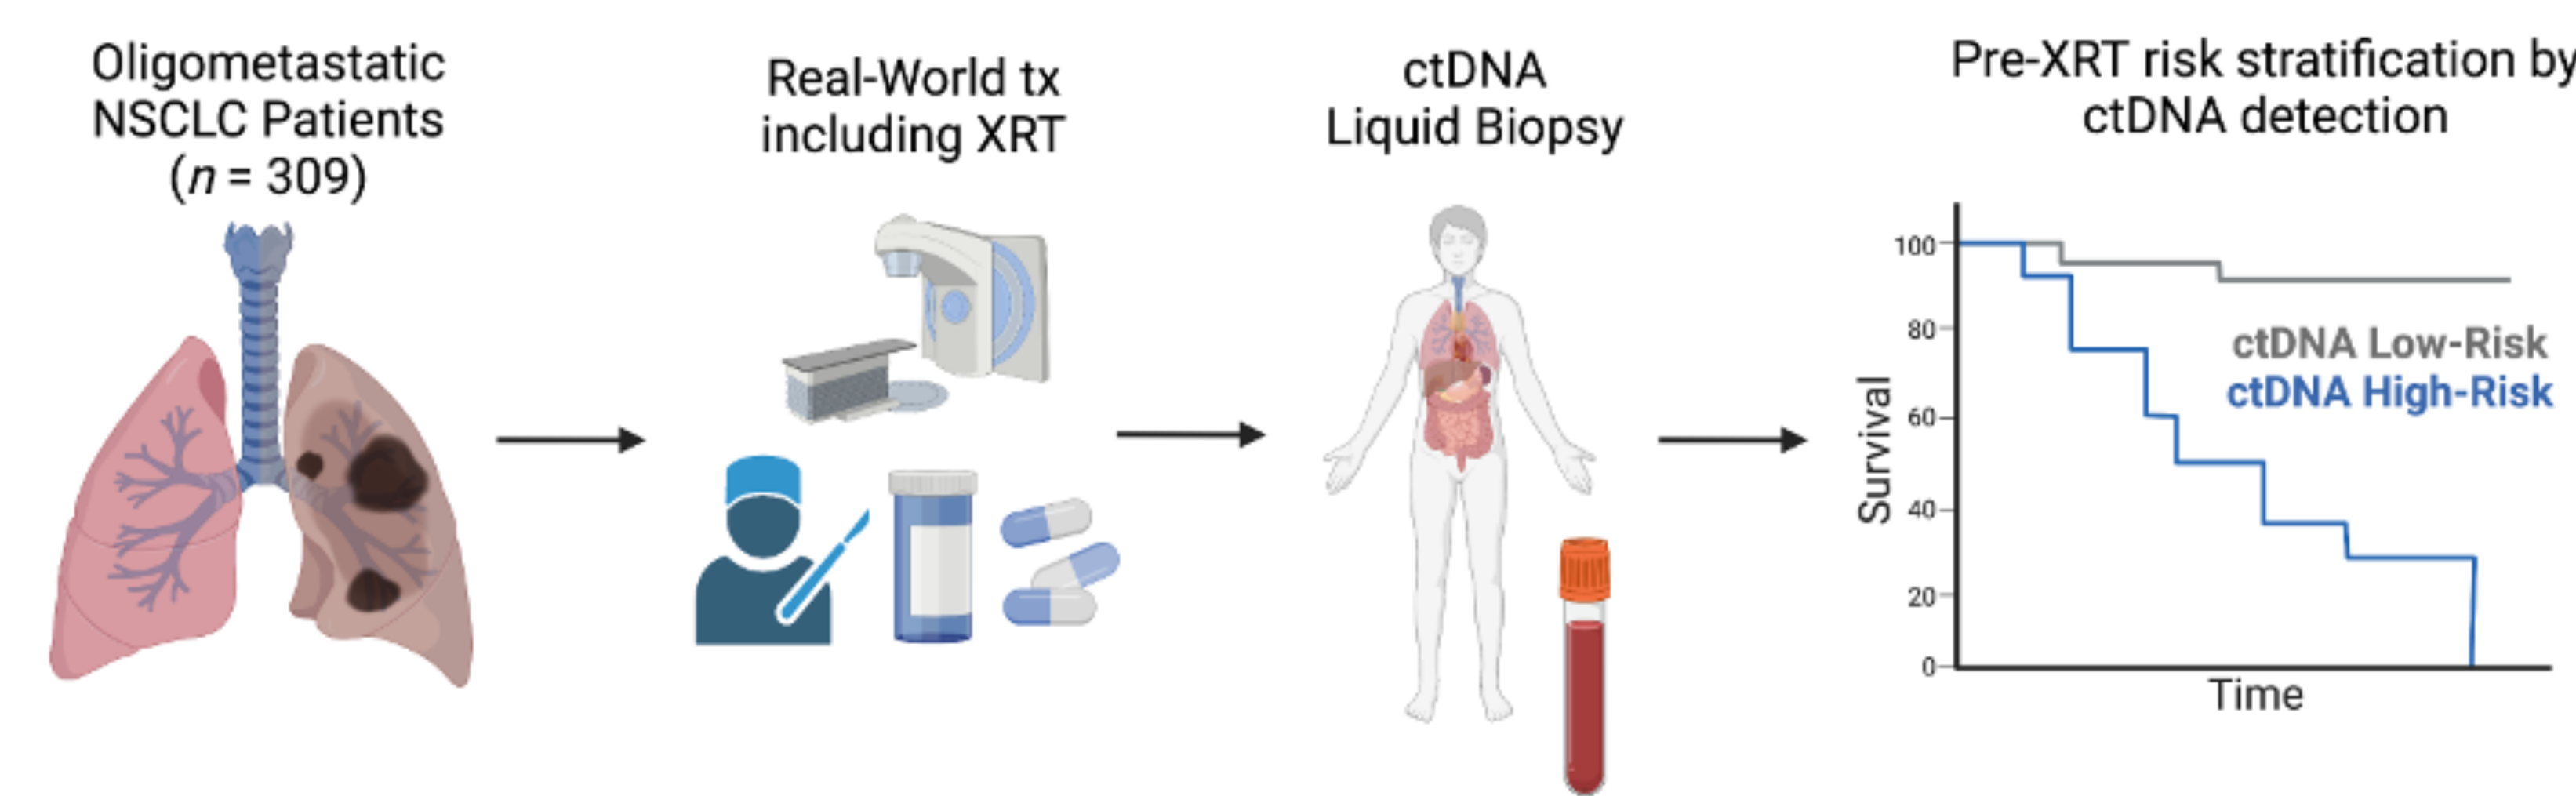 Oligometastatic
NSCLC Patients
(n = 309)
Real-World tx
including XRT
ctDNA
Liquid Biopsy
Pre-XRT risk stratification by
ctDNA detection
100
80
60
40
20
0
Survival
ctDNA Low-Risk
ctDNA High-Risk
Time